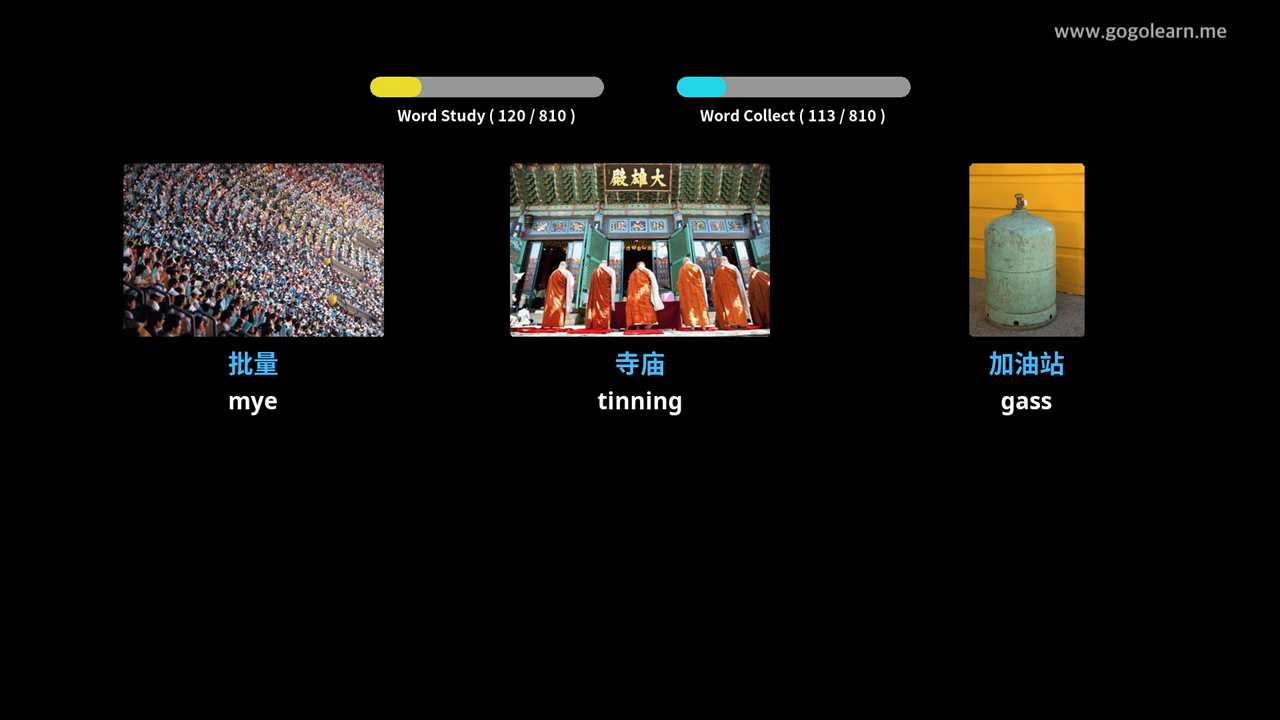 www.gogolearn.me
Word Study ( 120 / 810 )
Word Collect ( 113 / 810 )
大雄殿
批量
寺庙
加油站
mye
tinning
gass